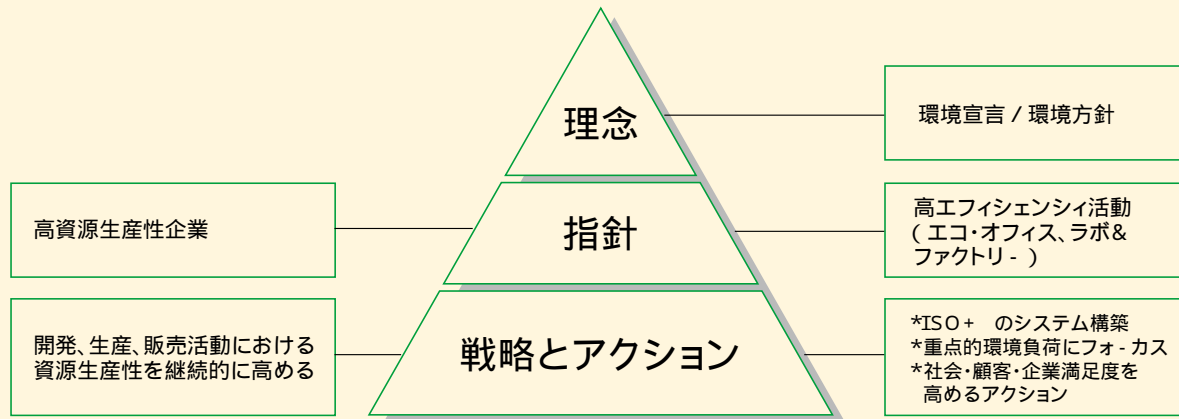 理念
環境宣言 / 環境方針
高資源生産性企業
指針
高エフィシェンシィ活動
( エコ・オフィス、ラボ&
ファクトリ - )
開発、生産、販売活動における
資源生産性を継続的に高める
戦略とアクション
*ISO+ のシステム構築
*重点的環境負荷にフォ - カス
*社会・顧客・企業満足度を
高めるアクション